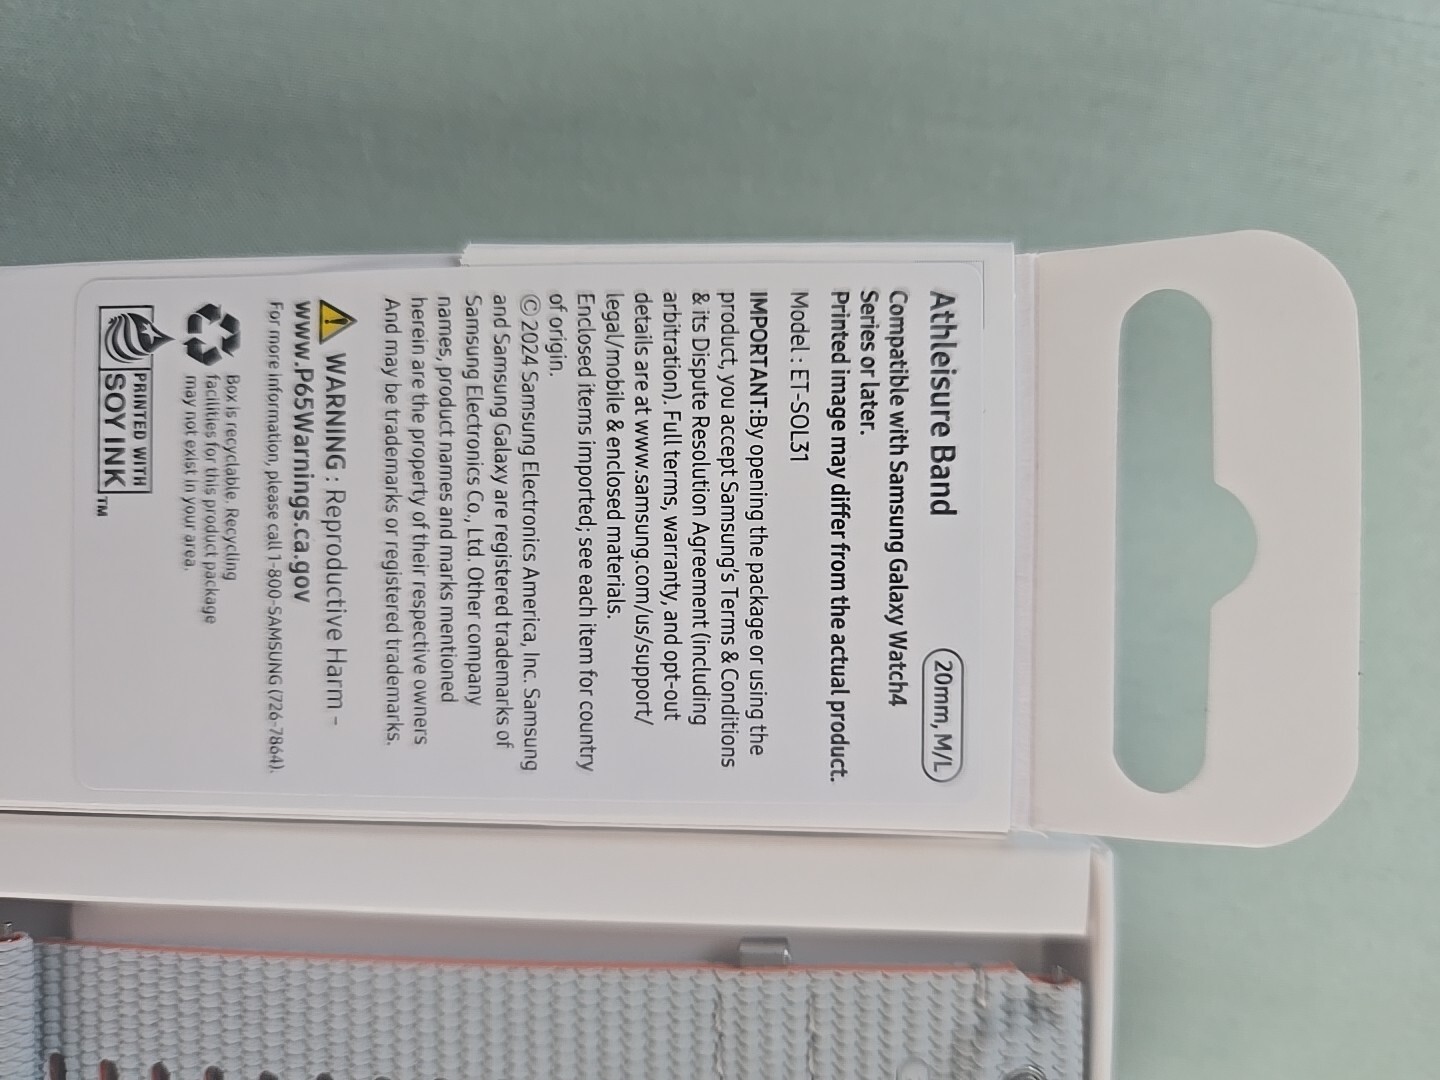 Athleisure Band
20mm, M/L
Compatible with Samsung Galaxy Watch4
Series or later.
Printed image may differ from the actual product.
Model : ET-SOL31
IMPORTANT:By opening the package or using the
product, you accept Samsung's Terms & Conditions
& its Dispute Resolution Agreement (including
arbitration). Full terms, warranty, and opt-out
details are at www.samsung.com/us/support/
legal/mobile & enclosed materials.
Enclosed items imported; see each item for country
of origin.
© 2024 Samsung Electronics America, Inc. Samsung
and Samsung Galaxy are registered trademarks of
Samsung Electronics Co., Ltd. Other company
names, product names and marks mentioned
herein are the property of their respective owners
And may be trademarks or registered trademarks.
WARNING : Reproductive Harm -
www.P65Warnings.ca.gov
For more information, please call 1-800-SAMSUNG (726-7864).
Box is recyclable. Recycling
facilities for this product package
may not exist in your area.
PRINTED WITH
SOY INK™